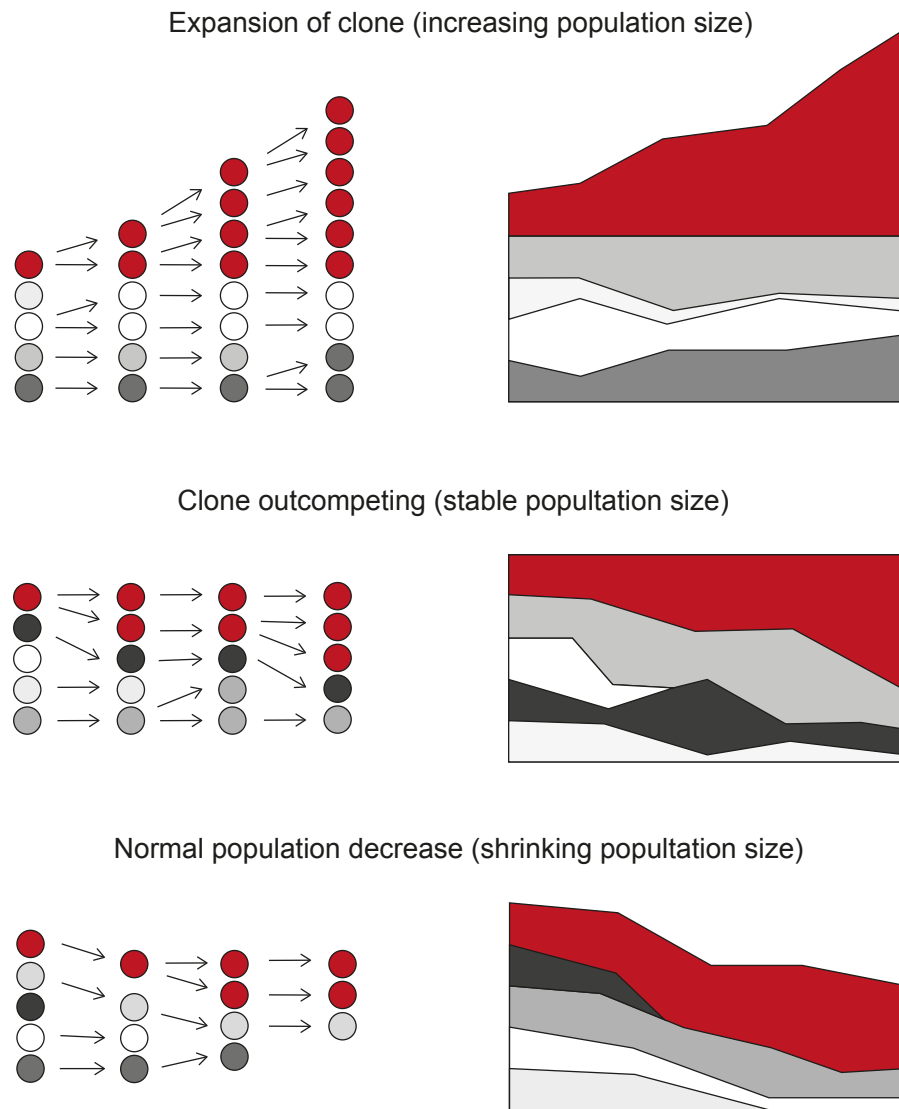 Expansion of clone (increasing population size)
Clone outcompeting (stable popultation size)
Normal population decrease (shrinking popultation size)